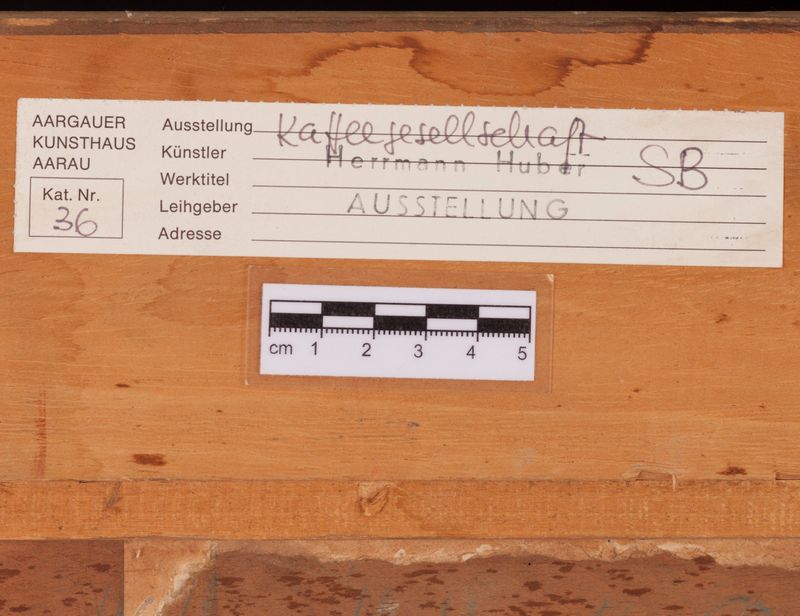 AARGAUER
KUNSTHAUS
AARAU
Kat. Nr.
36
Ausstellung Kaffeegesellschaft
Künstler Herrmann Huber SB
Werktitel
Leihgeber AUSSTELLUNG
Adresse
cm 1 2 3 4 5